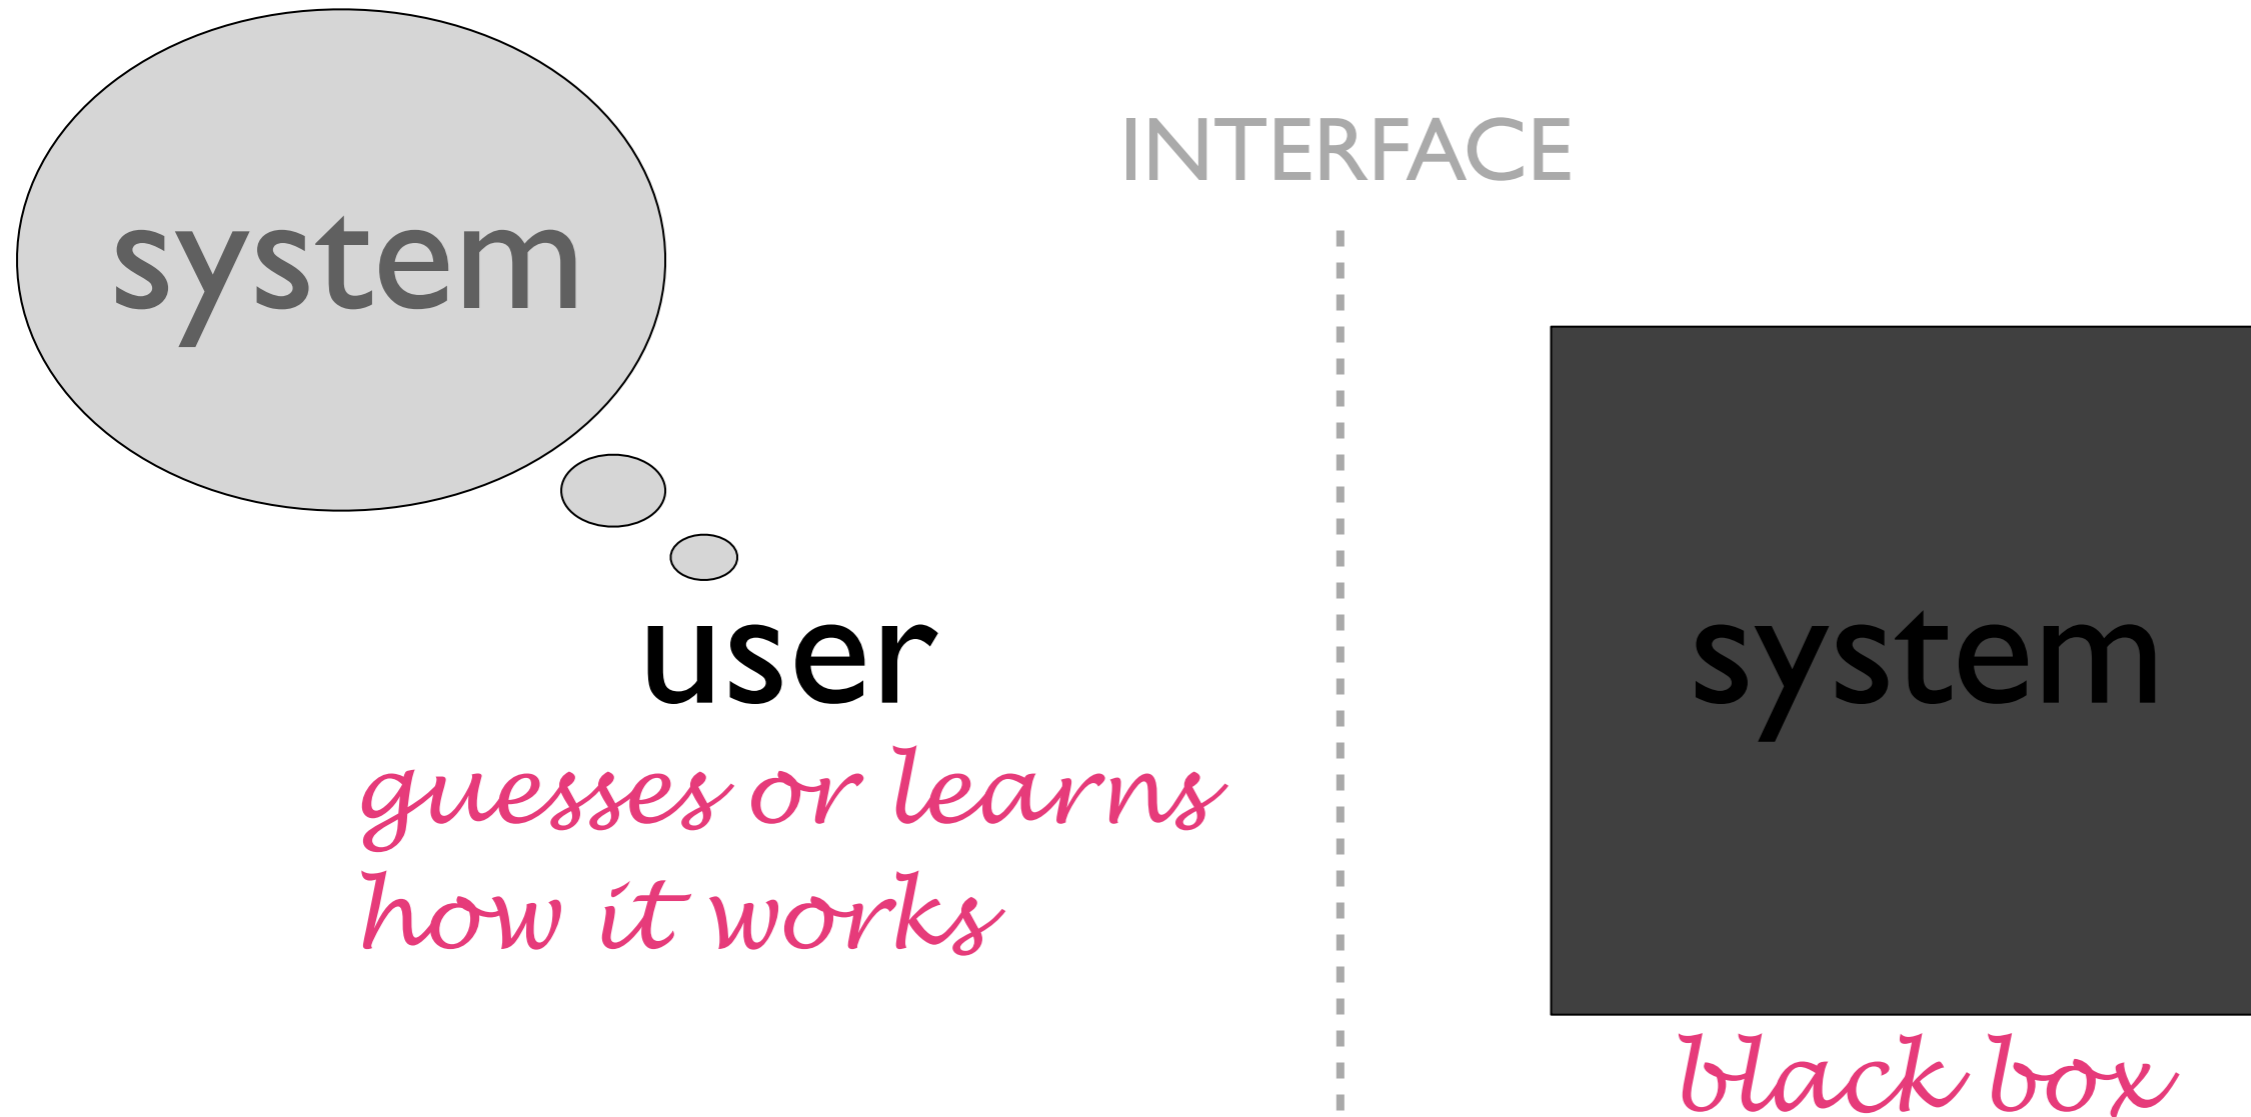 INTERFACE
system
user
guesses or learns
how it works
system
black box